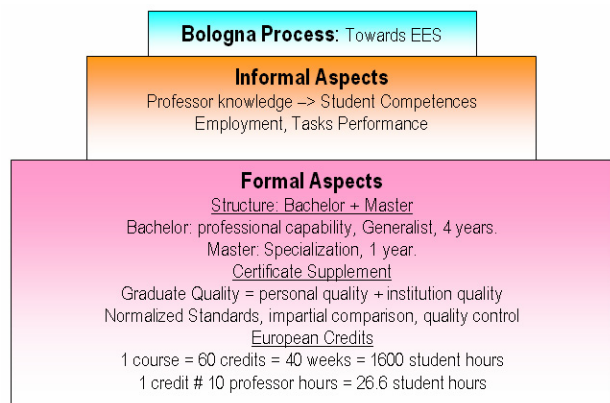 Bologna Process: Towards EES
Informal Aspects
Professor knowledge –> Student Competences
Employment, Tasks Performance
Formal Aspects
Structure: Bachelor + Master
Bachelor: professional capability, Generalist, 4 years.
Master: Specialization, 1 year.
Certificate Supplement
Graduate Quality = personal quality + institution quality
Normalized Standards, impartial comparison, quality control
European Credits
1 course = 60 credits = 40 weeks = 1600 student hours
1 credit # 10 professor hours = 26.6 student hours